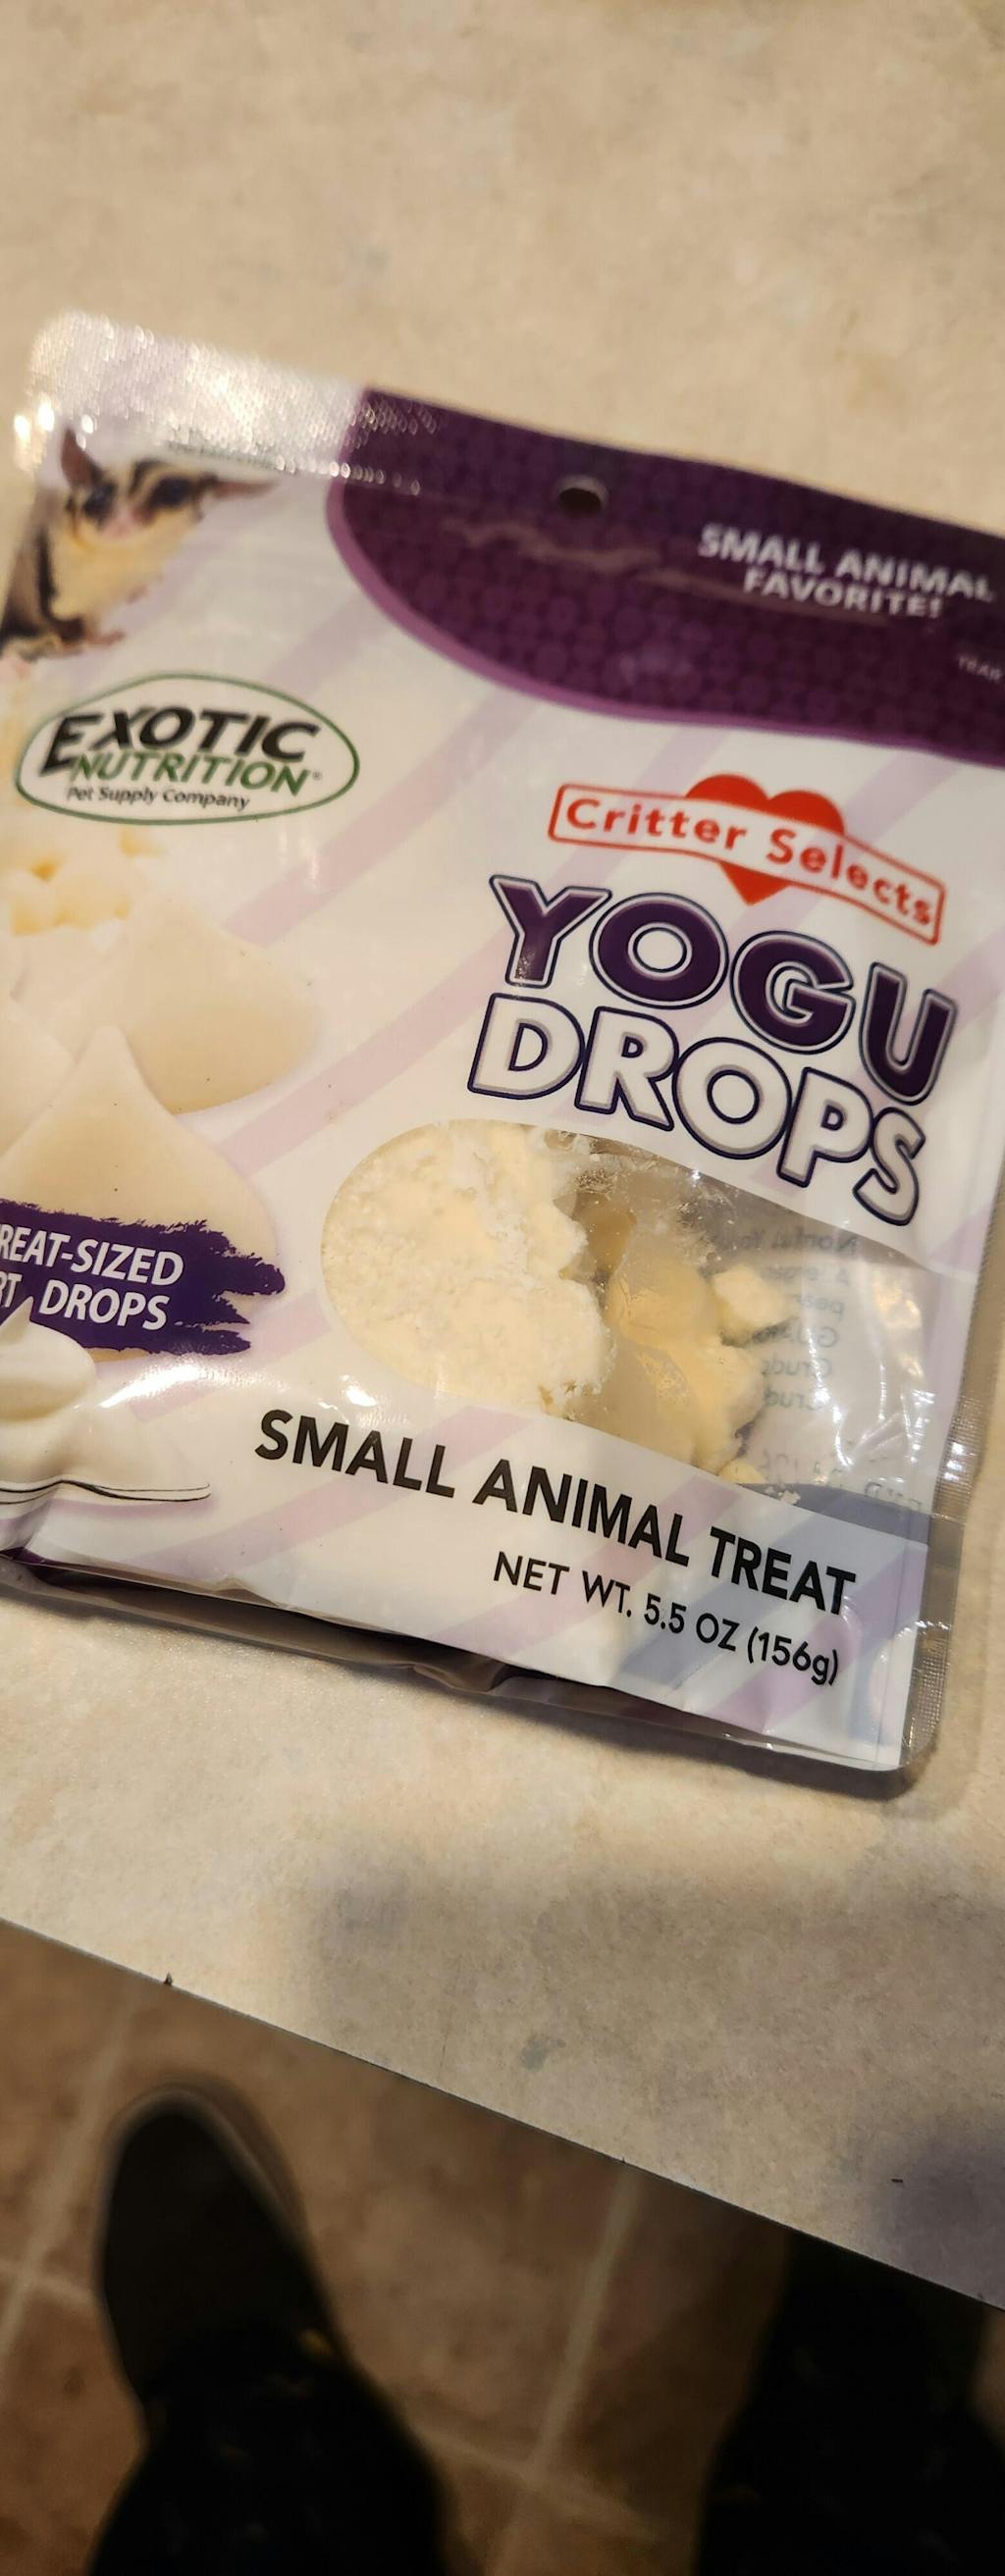 SMALL ANIMAL
FAVORITE!
EXOTIC
NUTRITION®
Pet Supply Company
Critter Selects
YOGU
DROPS
REAT-SIZED
RT DROPS
SMALL ANIMAL TREAT
NET WT. 5.5 OZ (156g)